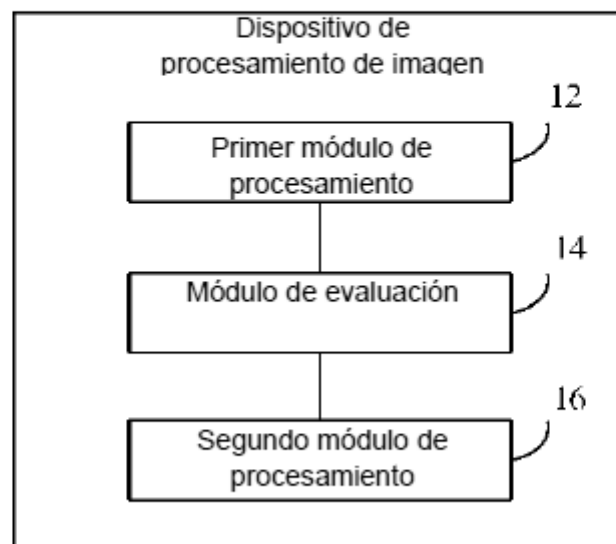 Dispositivo de
procesamiento de imagen
12
Primer módulo de
procesamiento
14
Módulo de evaluación
16
Segundo módulo de
procesamiento